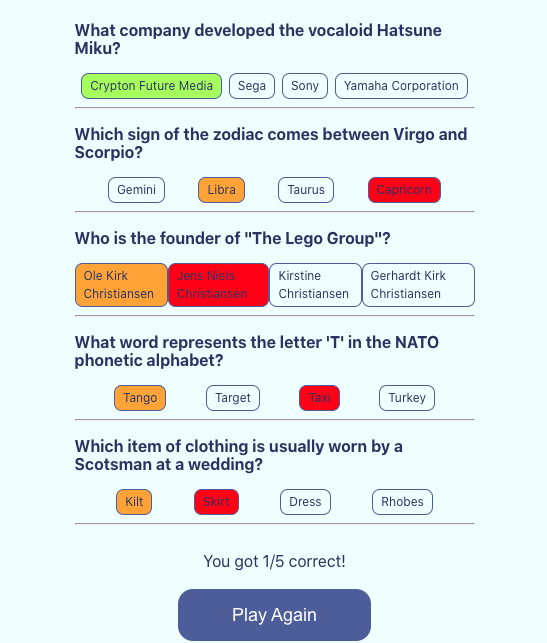 What company developed the vocaloid Hatsune
Miku?
Crypton Future Media Sega Sony Yamaha Corporation
Which sign of the zodiac comes between Virgo and
Scorpio?
Gemini Libra Taurus Capricorn
Who is the founder of "The Lego Group"?
Ole Kirk
Christiansen
Jens Niels
Christiansen
Kirstine
Christiansen
Gerhardt Kirk
Christiansen
What word represents the letter 'T' in the NATO
phonetic alphabet?
Tango Target Taxi Turkey
Which item of clothing is usually worn by a
Scotsman at a wedding?
Kilt Skirt Dress Rhobes
You got 1/5 correct!
Play Again